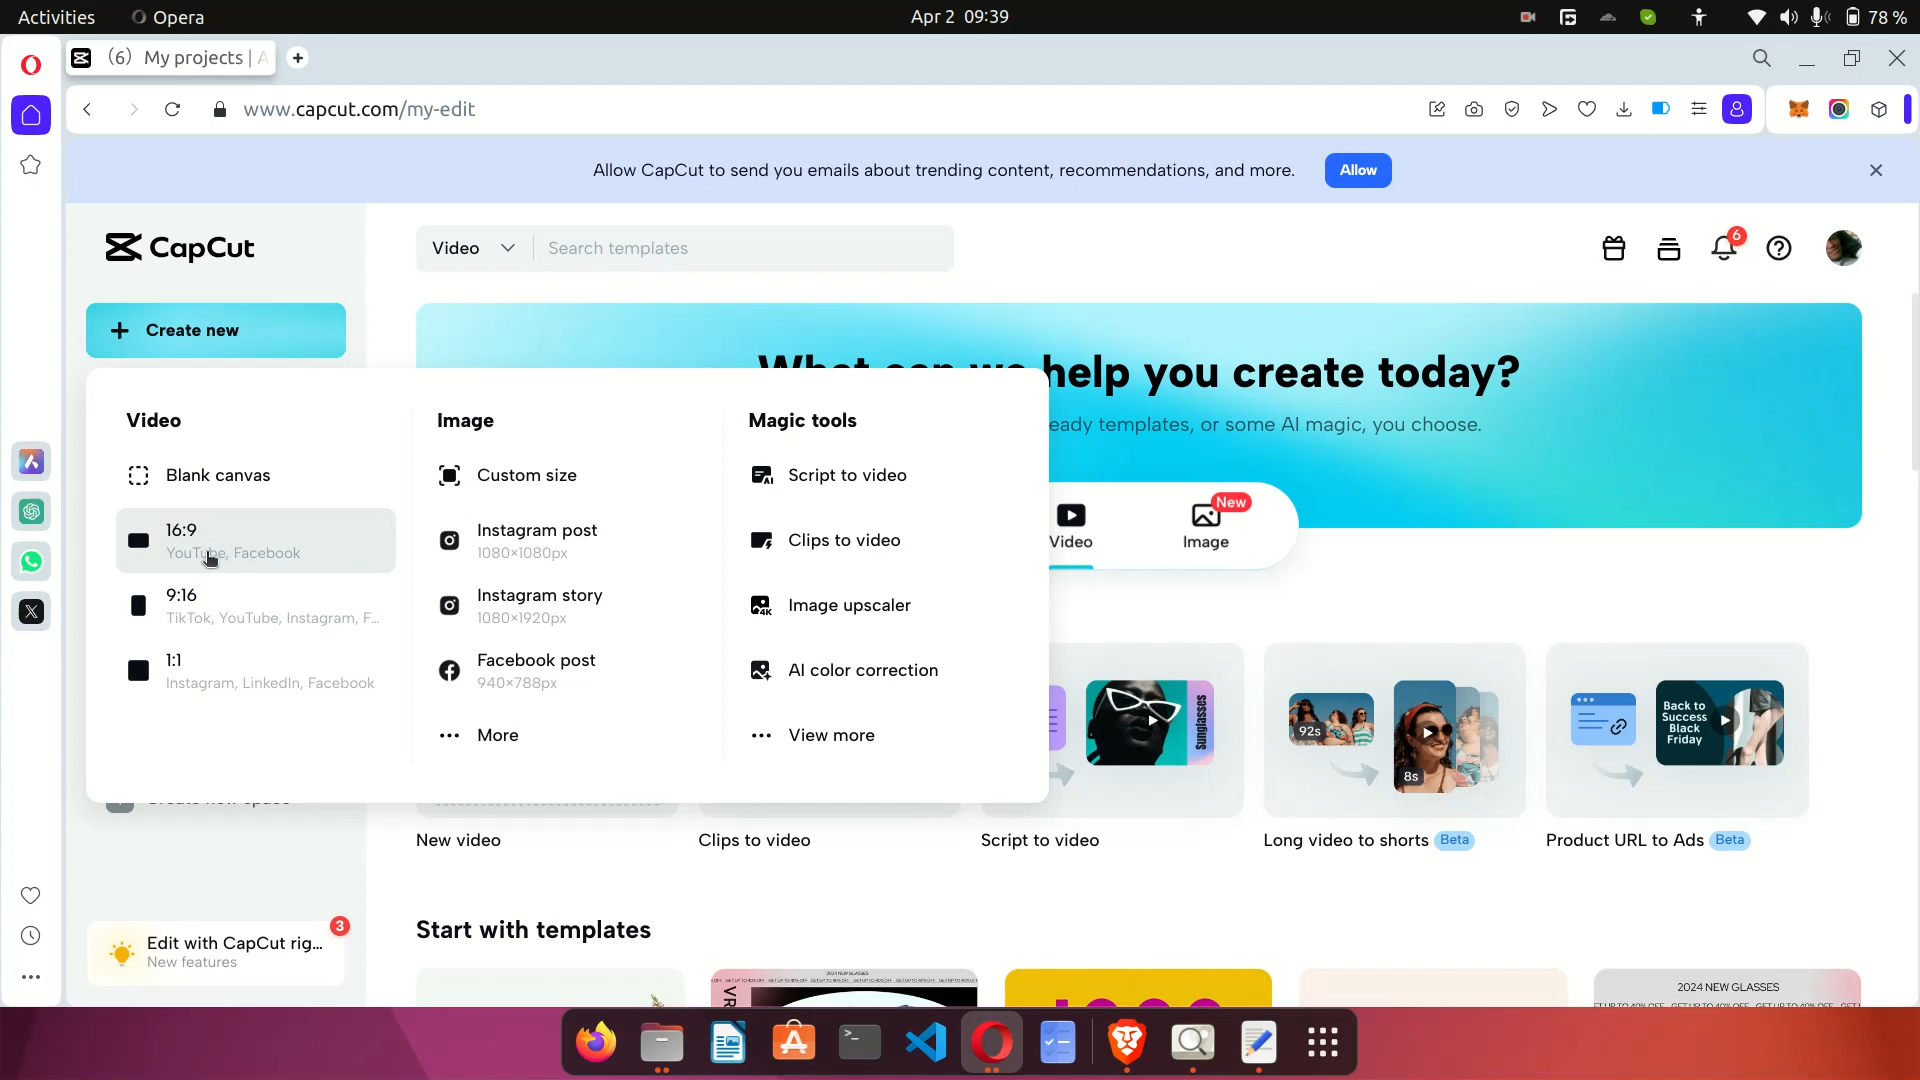 Activities
Opera
Apr 2 09:39
78 %
(6) My projects | A
www.capcut.com/my-edit
Allow CapCut to send you emails about trending content, recommendations, and more.
Allow
CapCut
Video
Search templates
6
Create new
help you create today?
eady templates, or some AI magic, you choose.
Video
Image
Magic tools
Blank canvas
Custom size
Script to video
16:9
YouTube, Facebook
Instagram post
1080×1080px
Clips to video
9:16
TikTok, YouTube, Instagram, F...
Instagram story
1080×1920px
Image upscaler
4K
1:1
Instagram, LinkedIn, Facebook
Facebook post
940×788px
AI color correction
More
View more
Video
New
Image
Sunglasses
92s
8s
Back to
Success
Black
Friday
New video
Clips to video
Script to video
Long video to shorts Beta
Product URL to Ads Beta
Start with templates
Edit with CapCut rig...
New features
3
VR
2024 NEW GLASSES
2024 NEW GLASSES